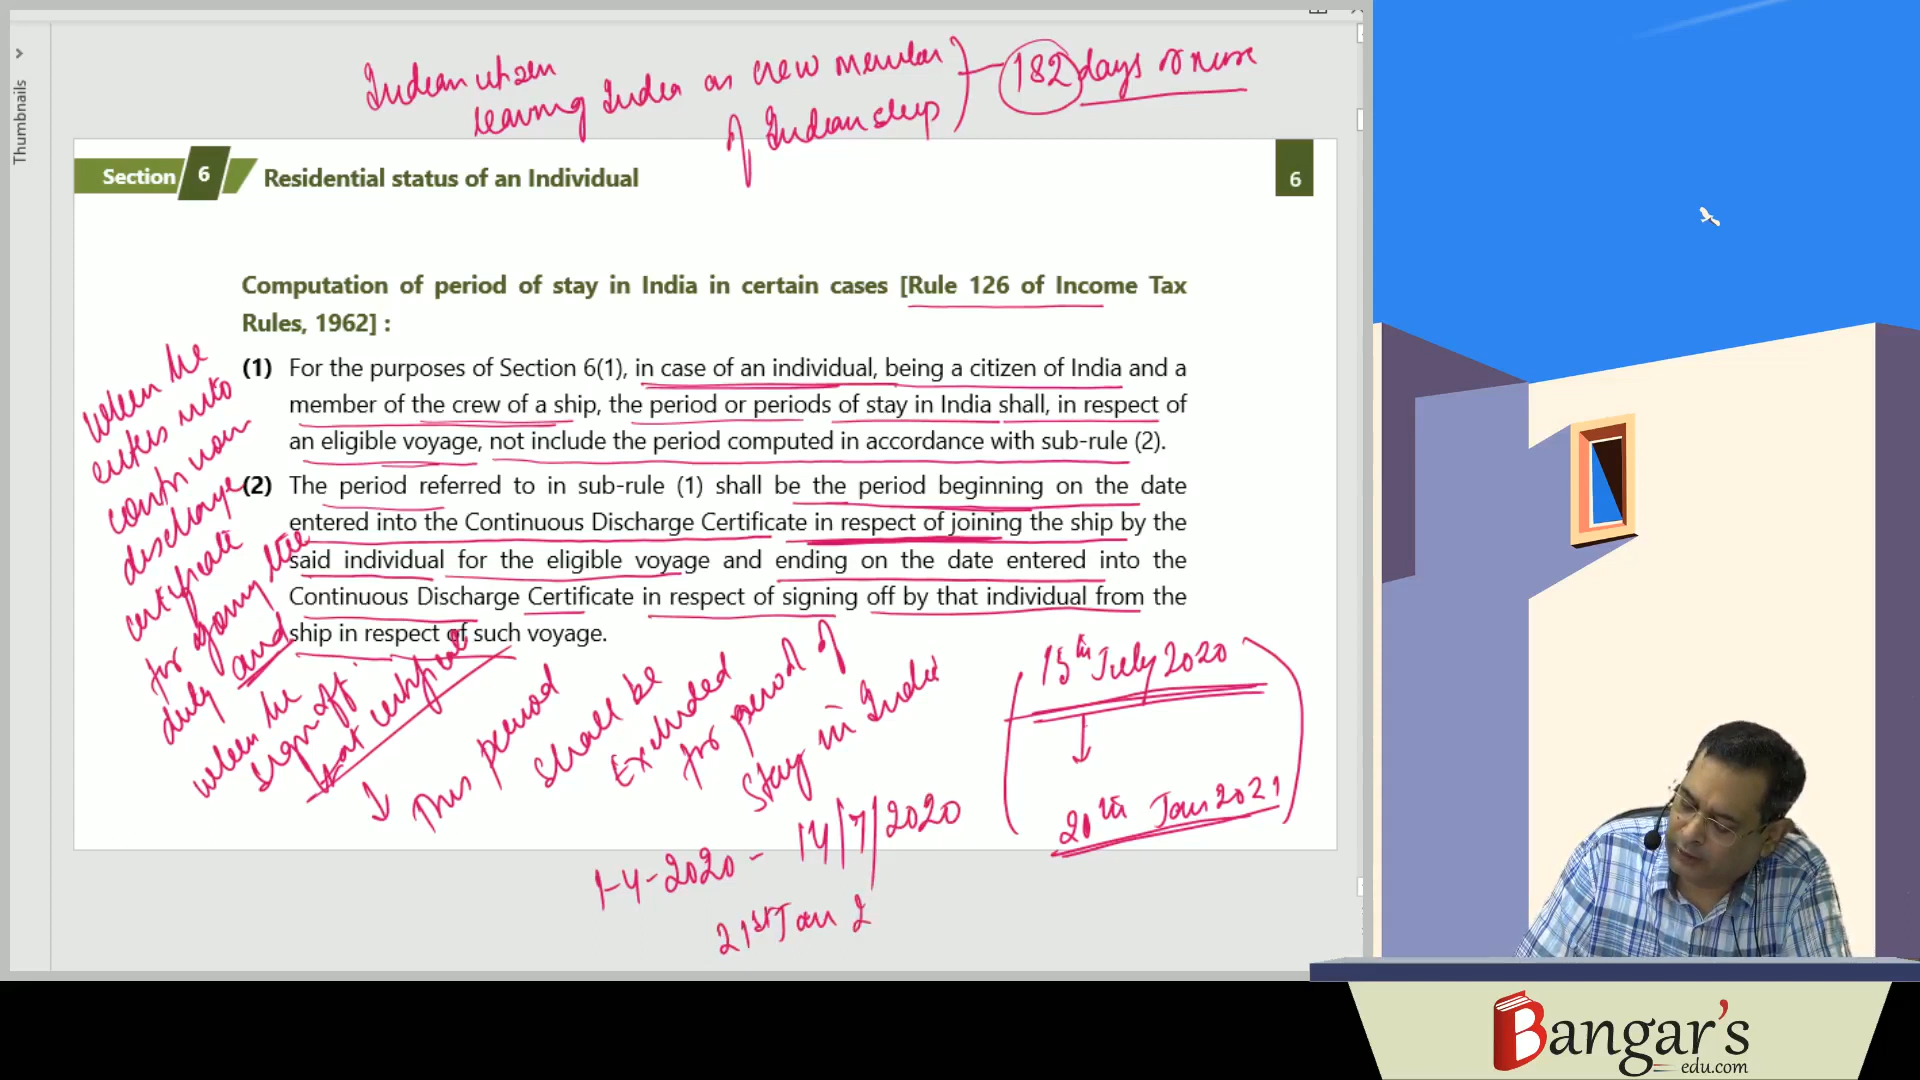 Thumbnails
Indian citizen
leaving India as crew member
of Indian ship
182 days or more
Section 6 Residential status of an Individual 6
Computation of period of stay in India in certain cases [Rule 126 of Income Tax
Rules, 1962] :
(1) For the purposes of Section 6(1), in case of an individual, being a citizen of India and a
member of the crew of a ship, the period or periods of stay in India shall, in respect of
an eligible voyage, not include the period computed in accordance with sub-rule (2).
(2) The period referred to in sub-rule (1) shall be the period beginning on the date
entered into the Continuous Discharge Certificate in respect of joining the ship by the
said individual for the eligible voyage and ending on the date entered into the
Continuous Discharge Certificate in respect of signing off by that individual from the
ship in respect of such voyage.
when he
enters into
discharge
certificate
for joining the
duty and
when he
sign off
that certificate
This period
shall be
Excluded
for period of
stay in India
15th July 2020
20th Jan 2021
1-4-2020 - 14/7/2020
21st Jan 2
Bangar's
edu.com